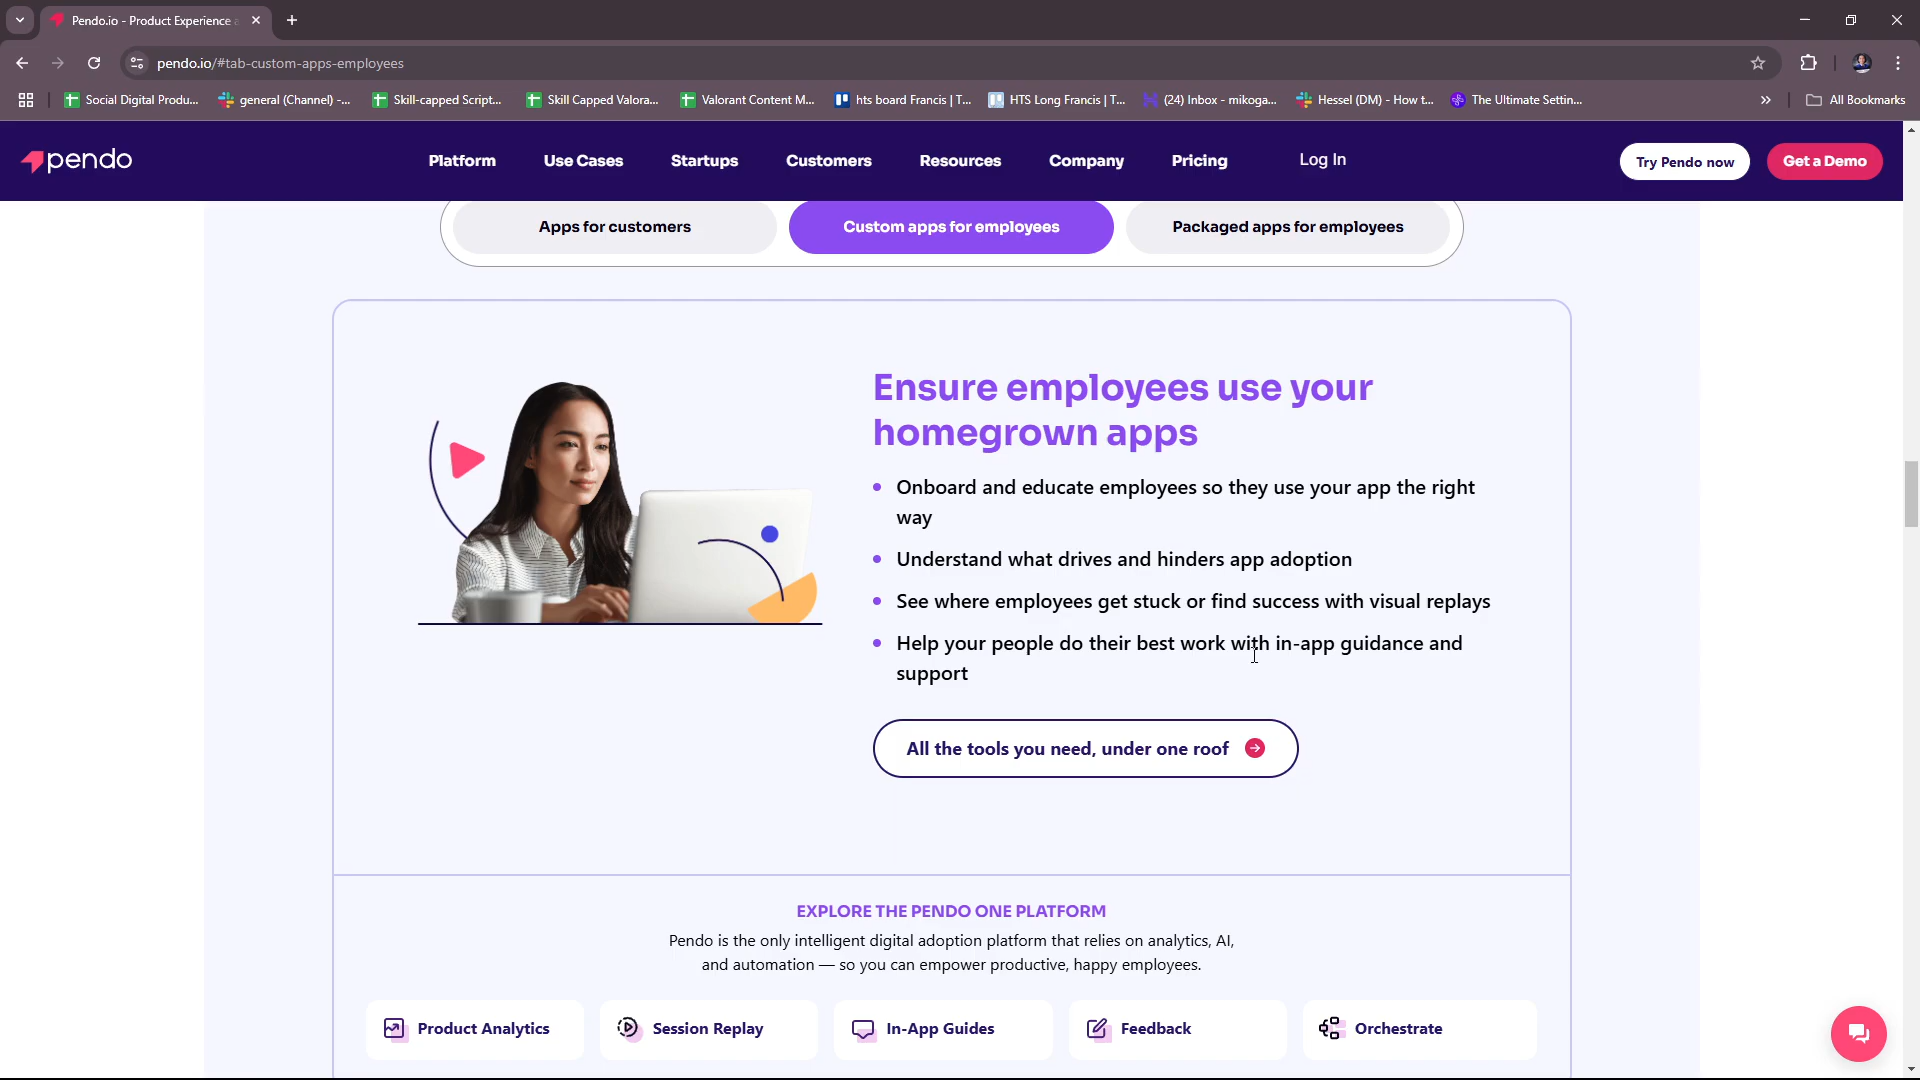 Pendo.io - Product Experience a
pendo.io/#tab-custom-apps-employees
Social Digital Produ...
general (Channel) -...
Skill-capped Script...
Skill Capped Valora...
Valorant Content M...
hts board Francis | T...
HTS Long Francis | T...
(24) Inbox - mikoga...
Hessel (DM) - How t...
The Ultimate Settin...
All Bookmarks
pendo
Platform
Use Cases
Startups
Customers
Resources
Company
Pricing
Log In
Try Pendo now
Get a Demo
Apps for customers
Custom apps for employees
Packaged apps for employees
Ensure employees use your
homegrown apps
Onboard and educate employees so they use your app the right
way
Understand what drives and hinders app adoption
See where employees get stuck or find success with visual replays
Help your people do their best work with in-app guidance and
support
All the tools you need, under one roof
EXPLORE THE PENDO ONE PLATFORM
Pendo is the only intelligent digital adoption platform that relies on analytics, AI,
and automation — so you can empower productive, happy employees.
Product Analytics
Session Replay
In-App Guides
Feedback
Orchestrate